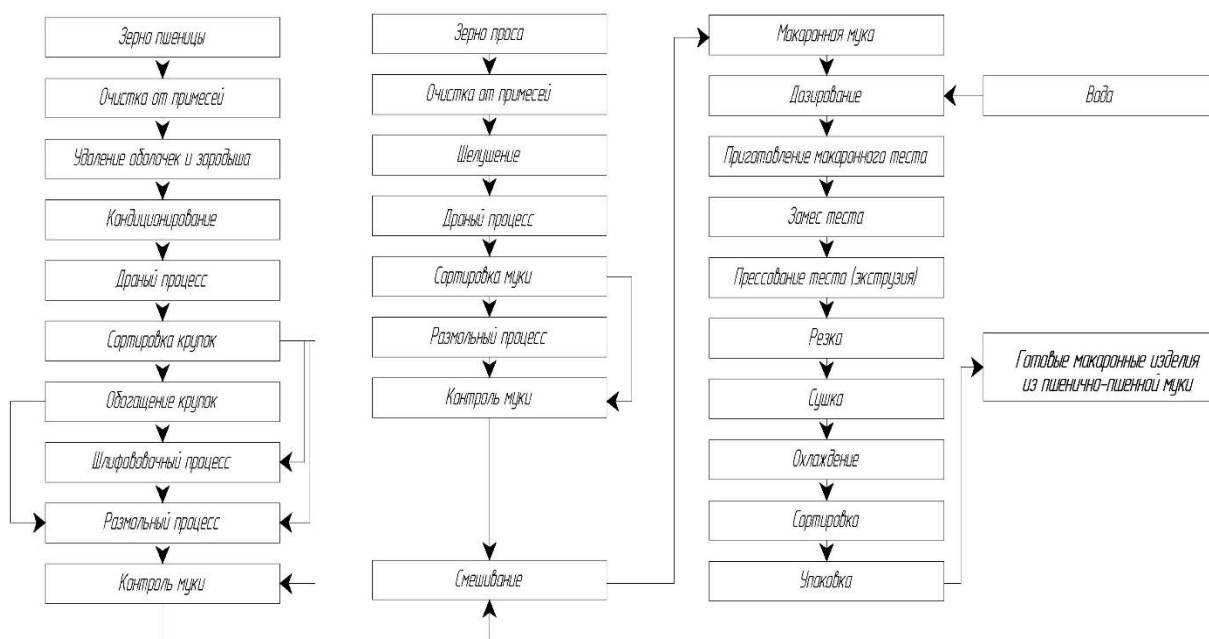 Зерно пшеницы
Очистка от примесей
Удаление оболочек и зародыша
Кондиционирование
Драный процесс
Сортировка крупок
Обогащение крупок
Шлифововочный процесс
Размольный процесс
Контроль муки
Зерно проса
Очистка от примесей
Шелушение
Драный процесс
Сортировка муки
Размольный процесс
Контроль муки
Смешивание
Макаронная мука
Дозирование
Вода
Приготовление макаронного теста
Замес теста
Прессование теста (экструзия)
Резка
Сушка
Охлаждение
Сортировка
Упаковка
Готовые макаронные изделия
из пшенично-пшенной муки